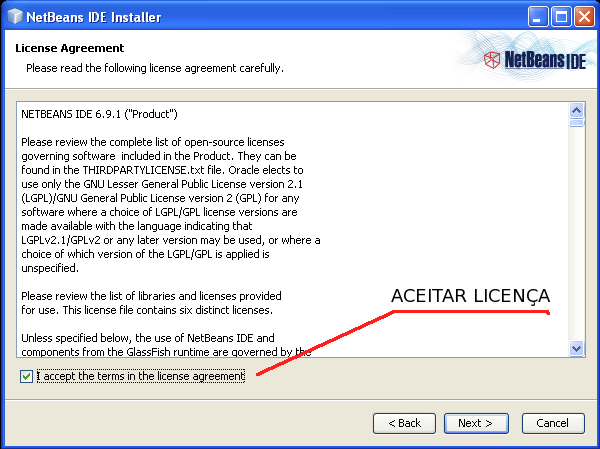 NetBeans IDE Installer
License Agreement
Please read the following license agreement carefully.
NetBeans IDE
NETBEANS IDE 6.9.1 ("Product")
Please review the complete list of open-source licenses
governing software  included in the Product. They can be
found in the THIRDPARTYLICENSE.txt file. Oracle elects to
use only the GNU Lesser General Public License version 2.1
(LGPL)/GNU General Public License version 2 (GPL) for any
software where a choice of LGPL/GPL license versions are
made available with the language indicating that
LGPLv2.1/GPLv2 or any later version may be used, or where a
choice of which version of the LGPL/GPL is applied is
unspecified.
Please review the list of libraries and licenses provided
for use. This license file contains six distinct licenses.
ACEITAR LICENÇA
Unless specified below, the use of NetBeans IDE and
components from the GlassFish runtime are governed by the
I accept the terms in the license agreement
< Back
Next >
Cancel